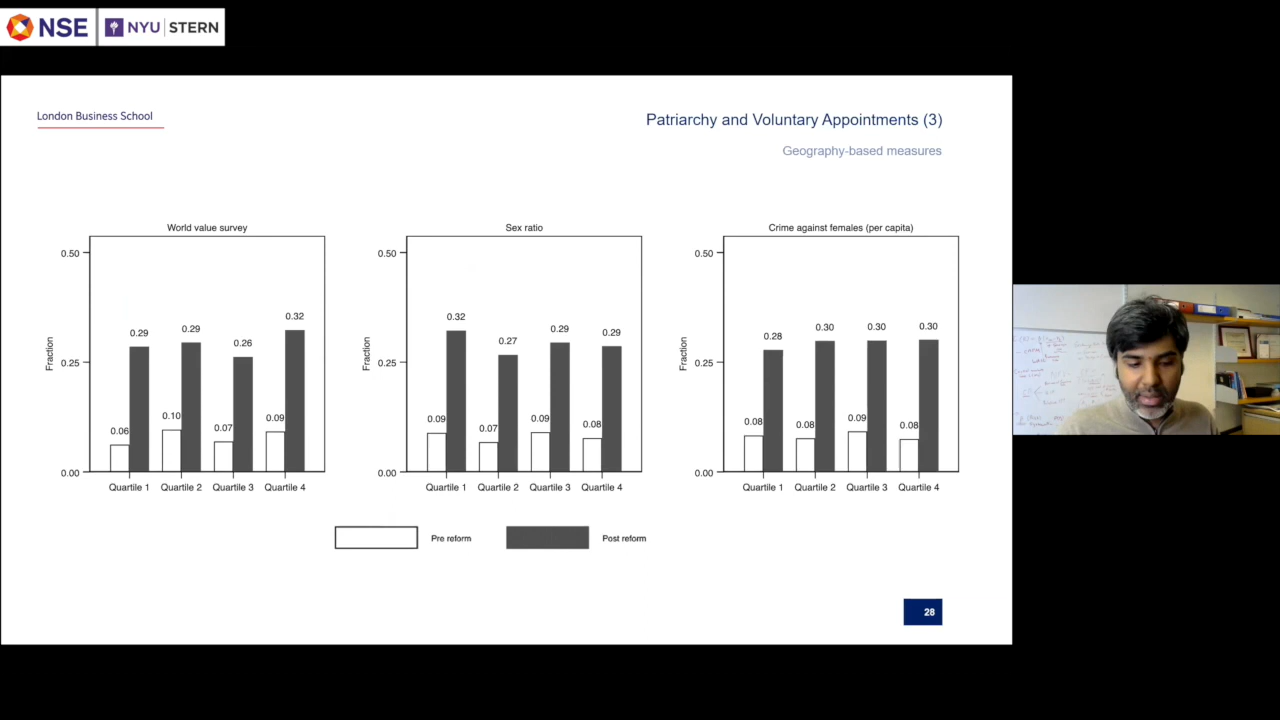 NSE NYU STERN
London Business School
Patriarchy and Voluntary Appointments (3)
Geography-based measures
World value survey
Fraction
0.50
0.25
0.00
0.06
0.29
0.10
0.29
0.07
0.26
0.09
0.32
Quartile 1 Quartile 2 Quartile 3 Quartile 4
Sex ratio
Fraction
0.50
0.25
0.00
0.09
0.32
0.07
0.27
0.09
0.29
0.08
0.29
Quartile 1 Quartile 2 Quartile 3 Quartile 4
Crime against females (per capita)
Fraction
0.50
0.25
0.00
0.08
0.28
0.08
0.30
0.09
0.30
0.08
0.30
Quartile 1 Quartile 2 Quartile 3 Quartile 4
Pre reform Post reform
28